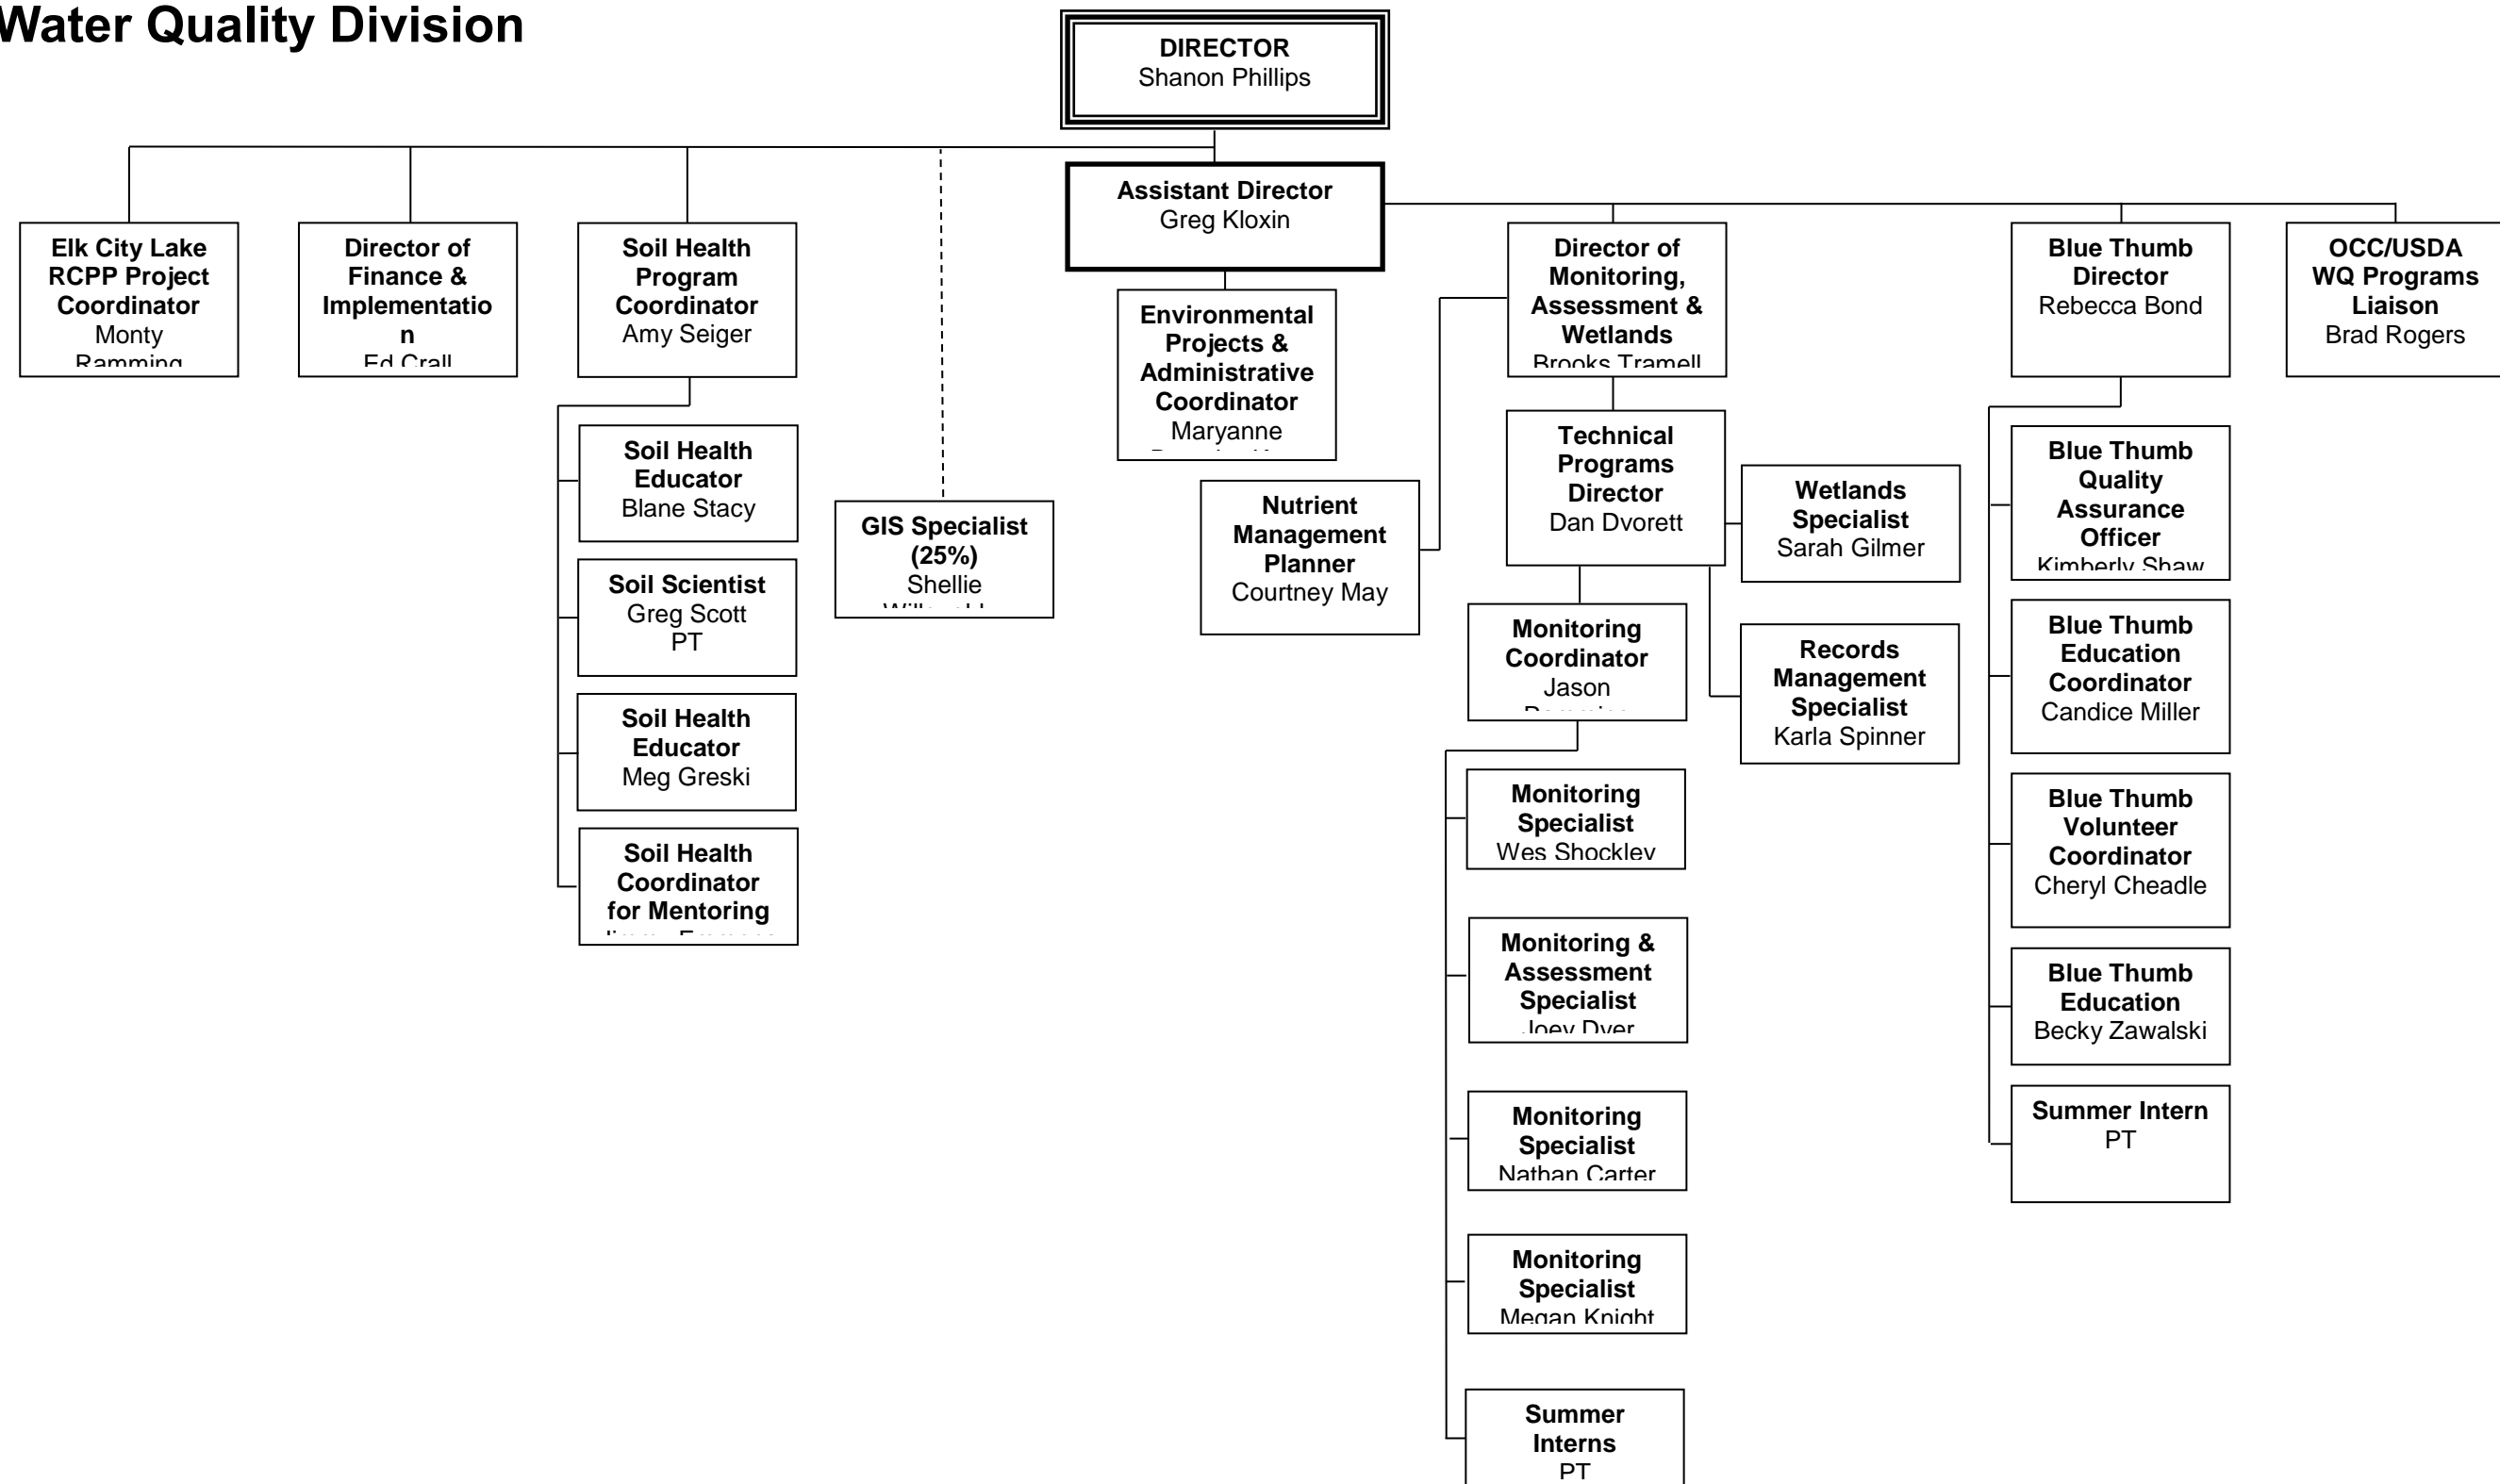 Water Quality Division
DIRECTOR
Shanon Phillips
Assistant Director
Greg Kloxin
Elk City Lake
RCPP Project
Coordinator
Monty
Ramming
Director of
Finance &
Implementatio
n
Ed Crall
Soil Health
Program
Coordinator
Amy Seiger
Soil Health
Educator
Blane Stacy
Soil Scientist
Greg Scott
PT
Soil Health
Educator
Meg Greski
Soil Health
Coordinator
for Mentoring
GIS Specialist
(25%)
Shellie
Environmental
Projects &
Administrative
Coordinator
Maryanne
Nutrient
Management
Planner
Courtney May
Director of
Monitoring,
Assessment &
Wetlands
Brooks Tramell
Technical
Programs
Director
Dan Dvorett
Wetlands
Specialist
Sarah Gilmer
Records
Management
Specialist
Karla Spinner
Monitoring
Coordinator
Jason
Monitoring
Specialist
Wes Shockley
Monitoring &
Assessment
Specialist
Joey Dyer
Monitoring
Specialist
Nathan Carter
Monitoring
Specialist
Megan Knight
Summer
Interns
PT
Blue Thumb
Director
Rebecca Bond
Blue Thumb
Quality
Assurance
Officer
Kimberly Shaw
Blue Thumb
Education
Coordinator
Candice Miller
Blue Thumb
Volunteer
Coordinator
Cheryl Cheadle
Blue Thumb
Education
Becky Zawalski
Summer Intern
PT
OCC/USDA
WQ Programs
Liaison
Brad Rogers